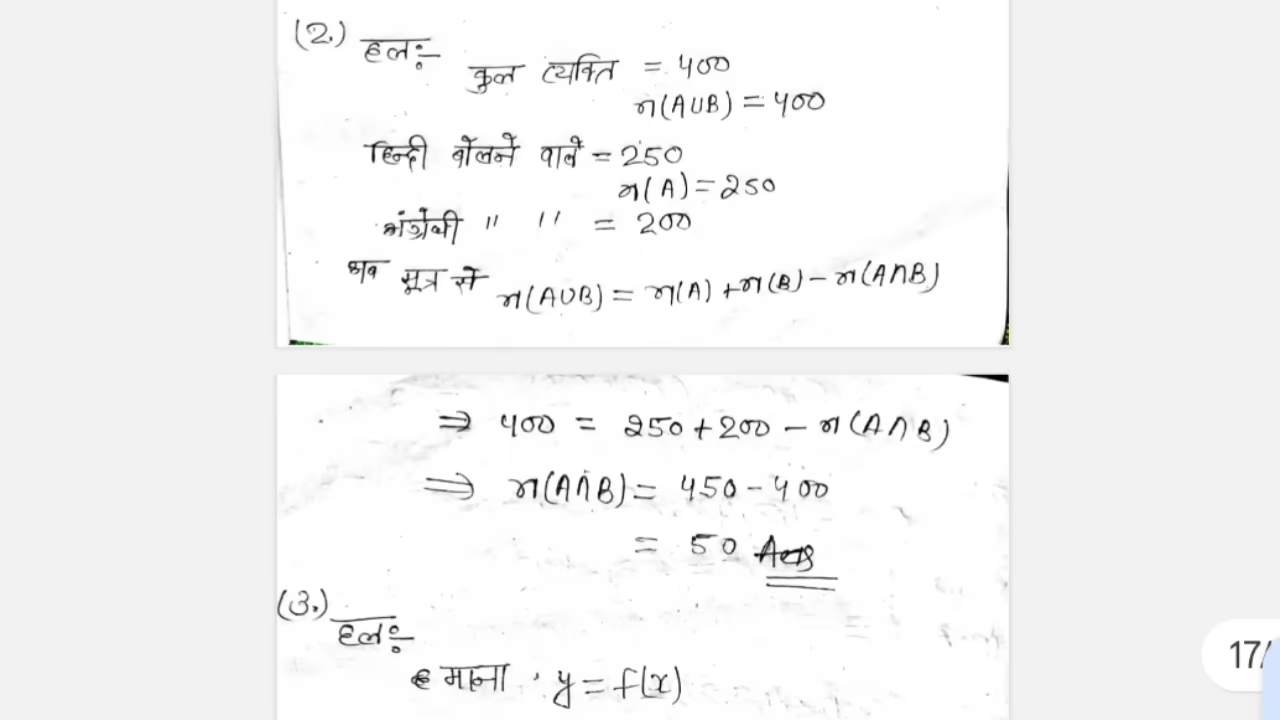 (2.) हल:-
कुल व्यक्ति = 400
n(A∪B) = 400
हिन्दी बोलने वाले = 250
n(A) = 250
अंग्रेजी " " = 200
अब सूत्र से n(A∪B) = n(A) + n(B) - n(A∩B)
⇒ 400 = 250 + 200 - n(A∩B)
⇒ n(A∩B) = 450 - 400
= 50 Ans
(3.) हल:-
माना y = f(x)
17/